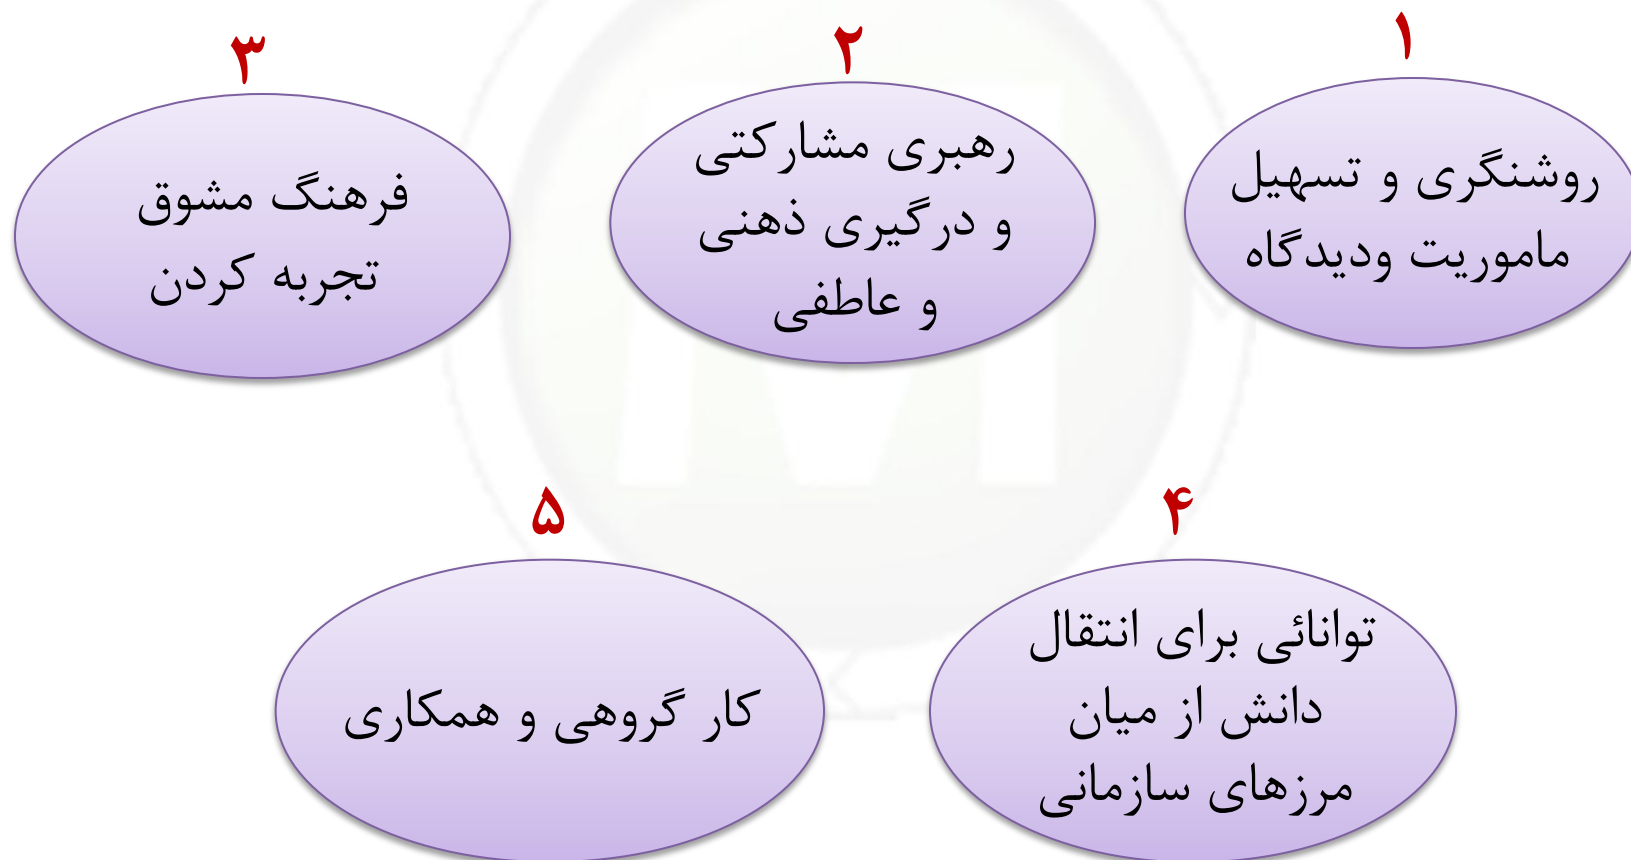 ۱
روشنگری و تسهیل
ماموریت ودیدگاه
۲
رهبری مشارکتی
و درگیری ذهنی
و عاطفی
۳
فرهنگ مشوق
تجربه کردن
۴
توانائی برای انتقال
دانش از میان
مرزهای سازمانی
۵
کار گروهی و همکاری